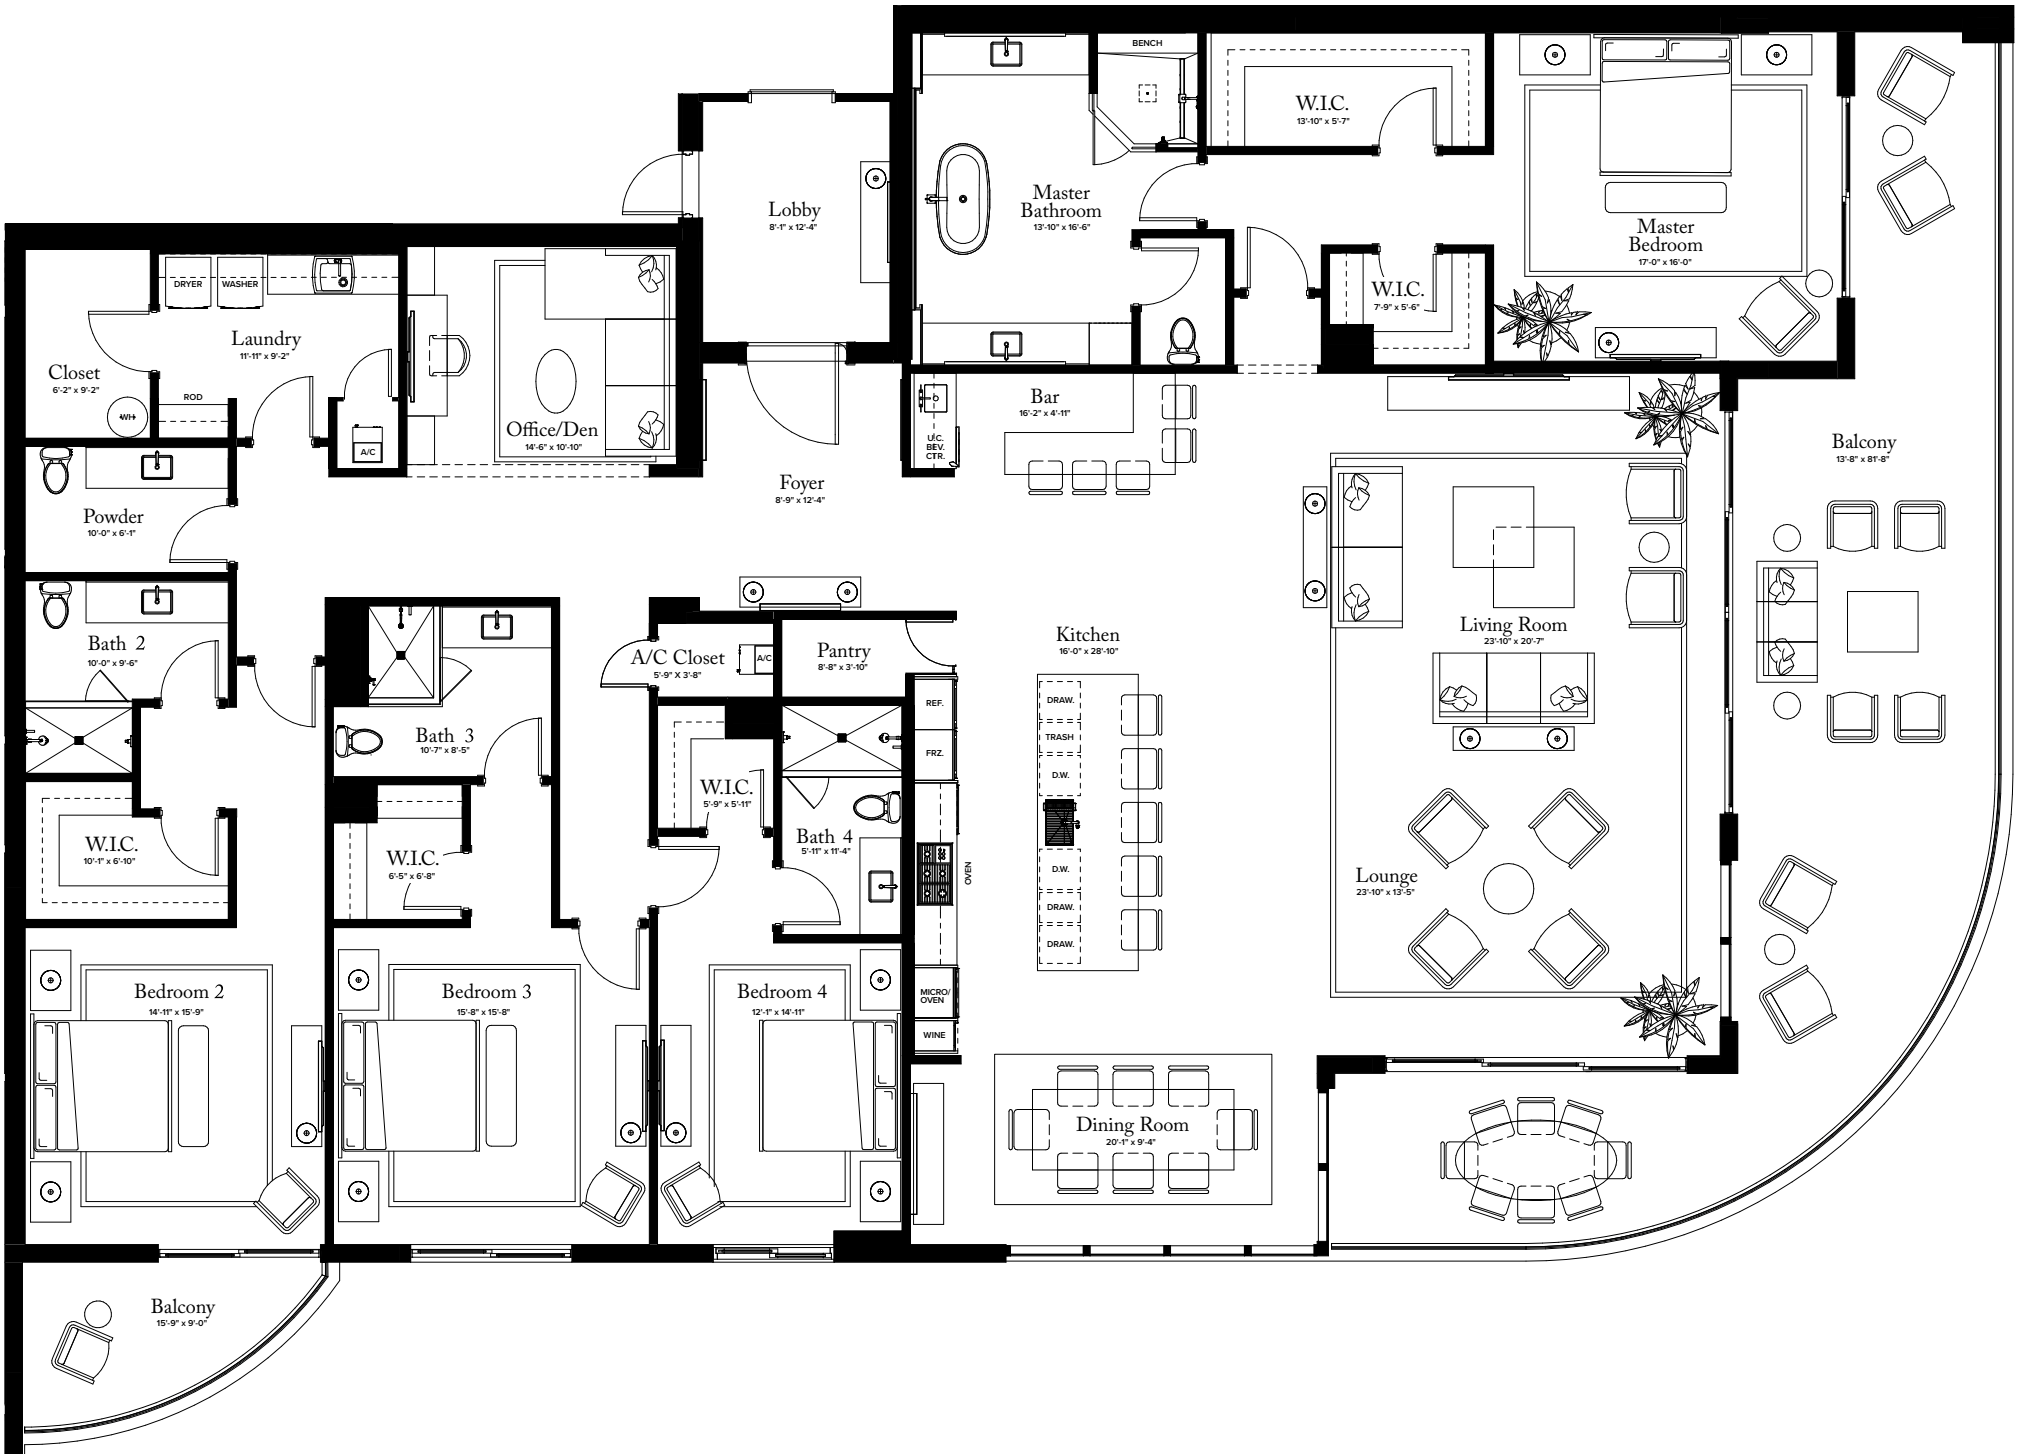 BENCH
W.I.C.
13'-10" x 5'-7"
Master
Bathroom
13'-10" x 16'-6"
Lobby
8'-1" x 12'-4"
Master
Bedroom
17'-0" x 16'-0"
W.I.C.
7'-9" x 5'-6"
DRYER
WASHER
Laundry
11'-11" x 9'-2"
Closet
6'-2" x 9'-2"
WH
ROD
A/C
Office/Den
14'-6" x 10'-10"
Foyer
8'-9" x 12'-4"
U.C.
BEV.
CTR.
Bar
16'-2" x 4'-11"
Balcony
13'-8" x 81'-8"
Powder
10'-0" x 6'-1"
Bath 2
10'-0" x 9'-6"
W.I.C.
10'-1" x 6'-10"
Bath 3
10'-7" x 8'-5"
W.I.C.
6'-5" x 6'-8"
A/C Closet
5'-9" X 3'-8"
A/C
Pantry
8'-8" x 3'-10"
W.I.C.
5'-9" x 5'-11"
Bath 4
5'-11" x 11'-4"
REF.
FRZ.
OVEN
MICRO/
OVEN
WINE
Kitchen
16'-0" x 28'-10"
DRAW.
TRASH
D.W.
D.W.
DRAW.
DRAW.
Living Room
23'-10" x 20'-7"
Lounge
23'-10" x 13'-5"
Bedroom 2
14'-11" x 15'-9"
Bedroom 3
15'-8" x 15'-8"
Bedroom 4
12'-1" x 14'-11"
Dining Room
20'-1" x 9'-4"
Balcony
15'-9" x 9'-0"